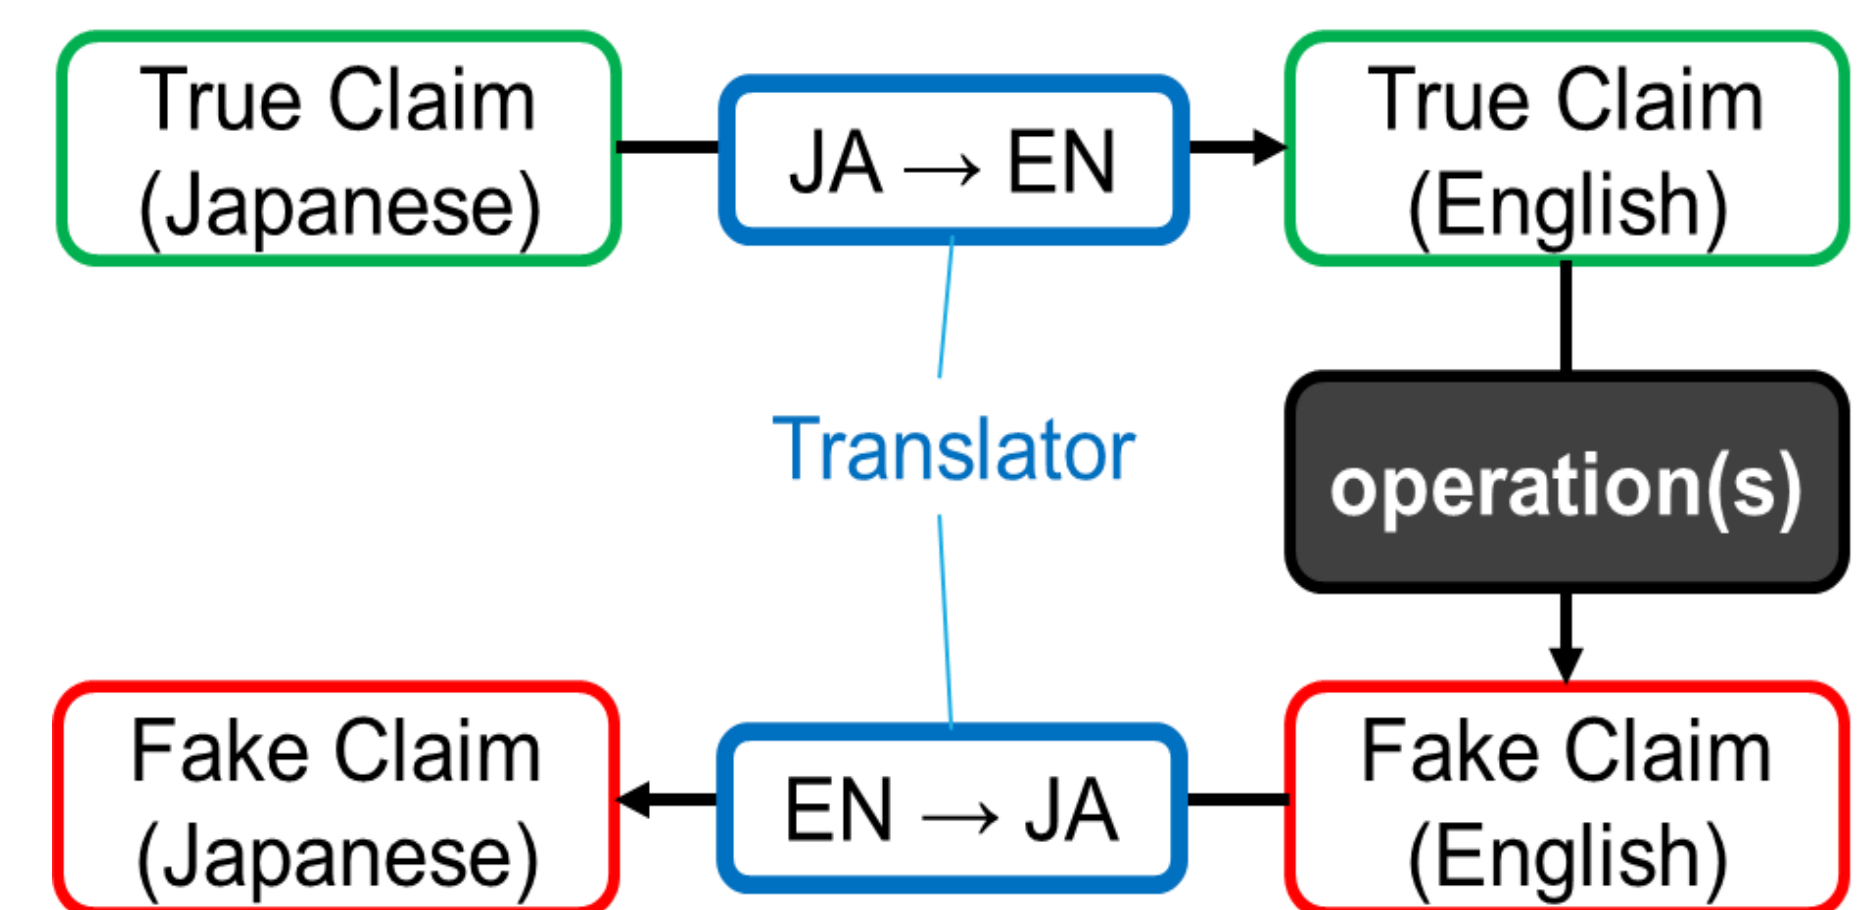 True Claim
(Japanese)
JA → EN
True Claim
(English)
Translator
operation(s)
Fake Claim
(Japanese)
EN → JA
Fake Claim
(English)